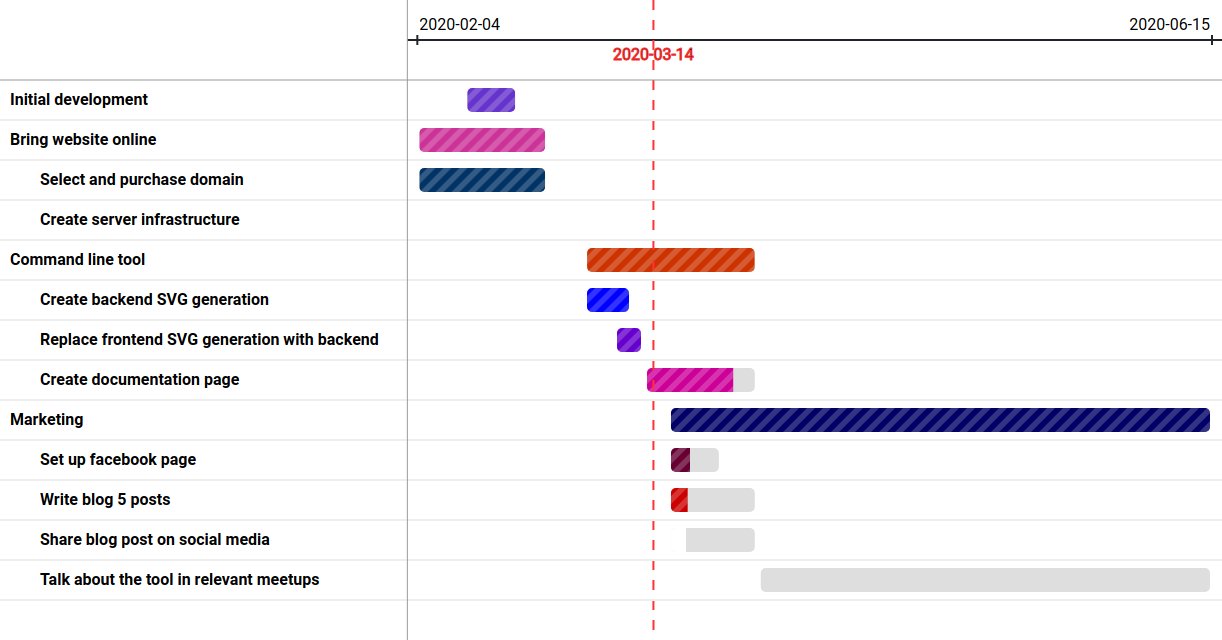 2020-02-04
2020-06-15
2020-03-14
Initial development
Bring website online
Select and purchase domain
Create server infrastructure
Command line tool
Create backend SVG generation
Replace frontend SVG generation with backend
Create documentation page
Marketing
Set up facebook page
Write blog 5 posts
Share blog post on social media
Talk about the tool in relevant meetups